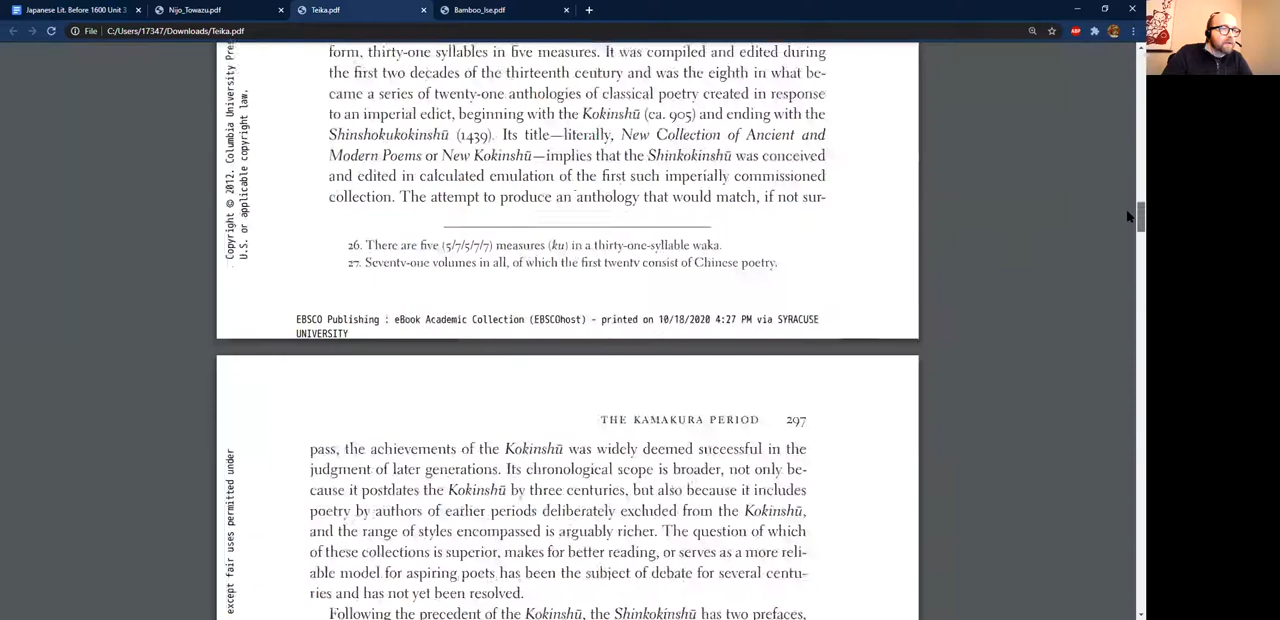 Japanese Lit. Before 1600 Unit 3
Nijo_Towazu.pdf
Teika.pdf
Bamboo_Ise.pdf
File
C:/Users/17347/Downloads/Teika.pdf
ABP
form, thirty-one syllables in five measures. It was compiled and edited during
the first two decades of the thirteenth century and was the eighth in what be-
came a series of twenty-one anthologies of classical poetry created in response
to an imperial edict, beginning with the Kokinshū (ca. 905) and ending with the
Shinshokukokinshū (1439). Its title—literally, New Collection of Ancient and
Modern Poems or New Kokinshū—implies that the Shinkokinshū was conceived
and edited in calculated emulation of the first such imperially commissioned
collection. The attempt to produce an anthology that would match, if not sur-
26. There are five (5/7/5/7/7) measures (ku) in a thirty-one-syllable waka.
27. Seventy-one volumes in all, of which the first twenty consist of Chinese poetry.
Copyright © 2012. Columbia University Pres
U.S. or applicable copyright law.
EBSCO Publishing : eBook Academic Collection (EBSCOhost) - printed on 10/18/2020 4:27 PM via SYRACUSE
UNIVERSITY
THE KAMAKURA PERIOD 297
pass, the achievements of the Kokinshū was widely deemed successful in the
judgment of later generations. Its chronological scope is broader, not only be-
cause it postdates the Kokinshū by three centuries, but also because it includes
poetry by authors of earlier periods deliberately excluded from the Kokinshū,
and the range of styles encompassed is arguably richer. The question of which
of these collections is superior, makes for better reading, or serves as a more reli-
able model for aspiring poets has been the subject of debate for several centu-
ries and has not yet been resolved.
Following the precedent of the Kokinshū, the Shinkokinshū has two prefaces,
except fair uses permitted under